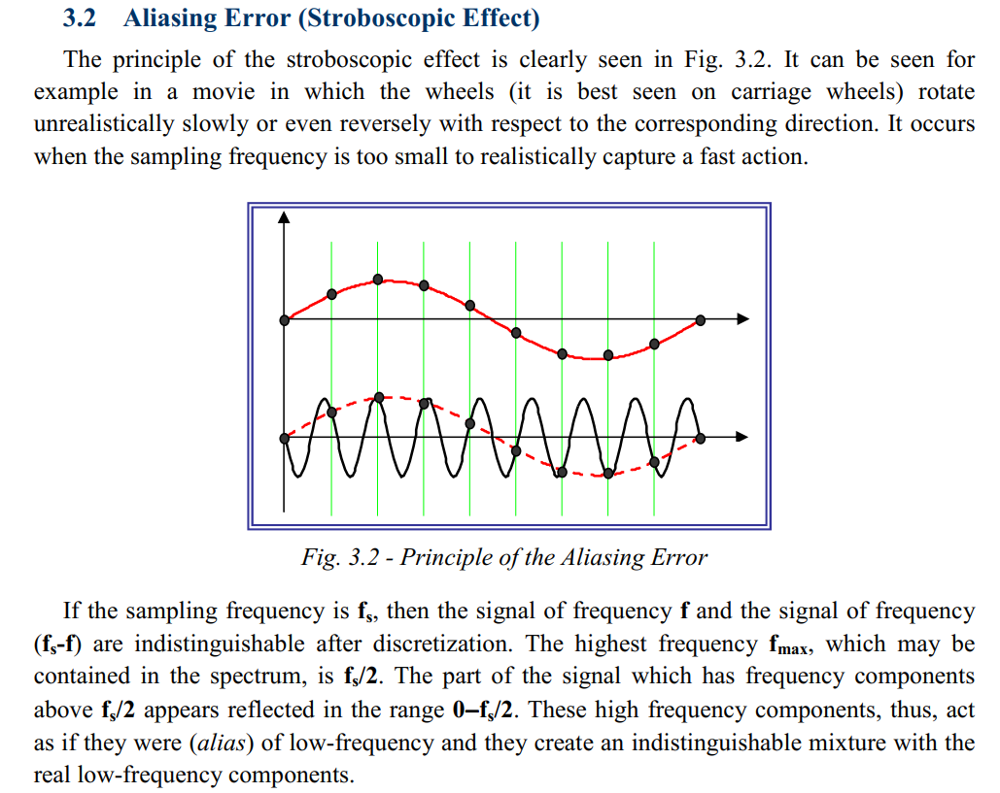 3.2 Aliasing Error (Stroboscopic Effect)
The principle of the stroboscopic effect is clearly seen in Fig. 3.2. It can be seen for
example in a movie in which the wheels (it is best seen on carriage wheels) rotate
unrealistically slowly or even reversely with respect to the corresponding direction. It occurs
when the sampling frequency is too small to realistically capture a fast action.
Fig. 3.2 - Principle of the Aliasing Error
If the sampling frequency is fs, then the signal of frequency f and the signal of frequency
(fs-f) are indistinguishable after discretization. The highest frequency fmax, which may be
contained in the spectrum, is fs/2. The part of the signal which has frequency components
above fs/2 appears reflected in the range 0–fs/2. These high frequency components, thus, act
as if they were (alias) of low-frequency and they create an indistinguishable mixture with the
real low-frequency components.